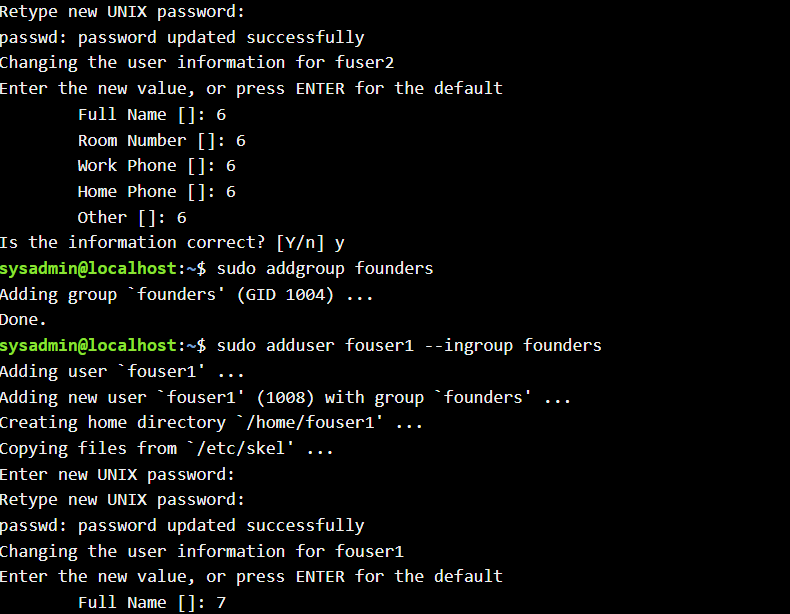 Retype new UNIX password:
passwd: password updated successfully
Changing the user information for fuser2
Enter the new value, or press ENTER for the default
        Full Name []: 6
        Room Number []: 6
        Work Phone []: 6
        Home Phone []: 6
        Other []: 6
Is the information correct? [Y/n] y
sysadmin@localhost:~$ sudo addgroup founders
Adding group `founders' (GID 1004) ...
Done.
sysadmin@localhost:~$ sudo adduser fouser1 --ingroup founders
Adding user `fouser1' ...
Adding new user `fouser1' (1008) with group `founders' ...
Creating home directory `/home/fouser1' ...
Copying files from `/etc/skel' ...
Enter new UNIX password:
Retype new UNIX password:
passwd: password updated successfully
Changing the user information for fouser1
Enter the new value, or press ENTER for the default
        Full Name []: 7